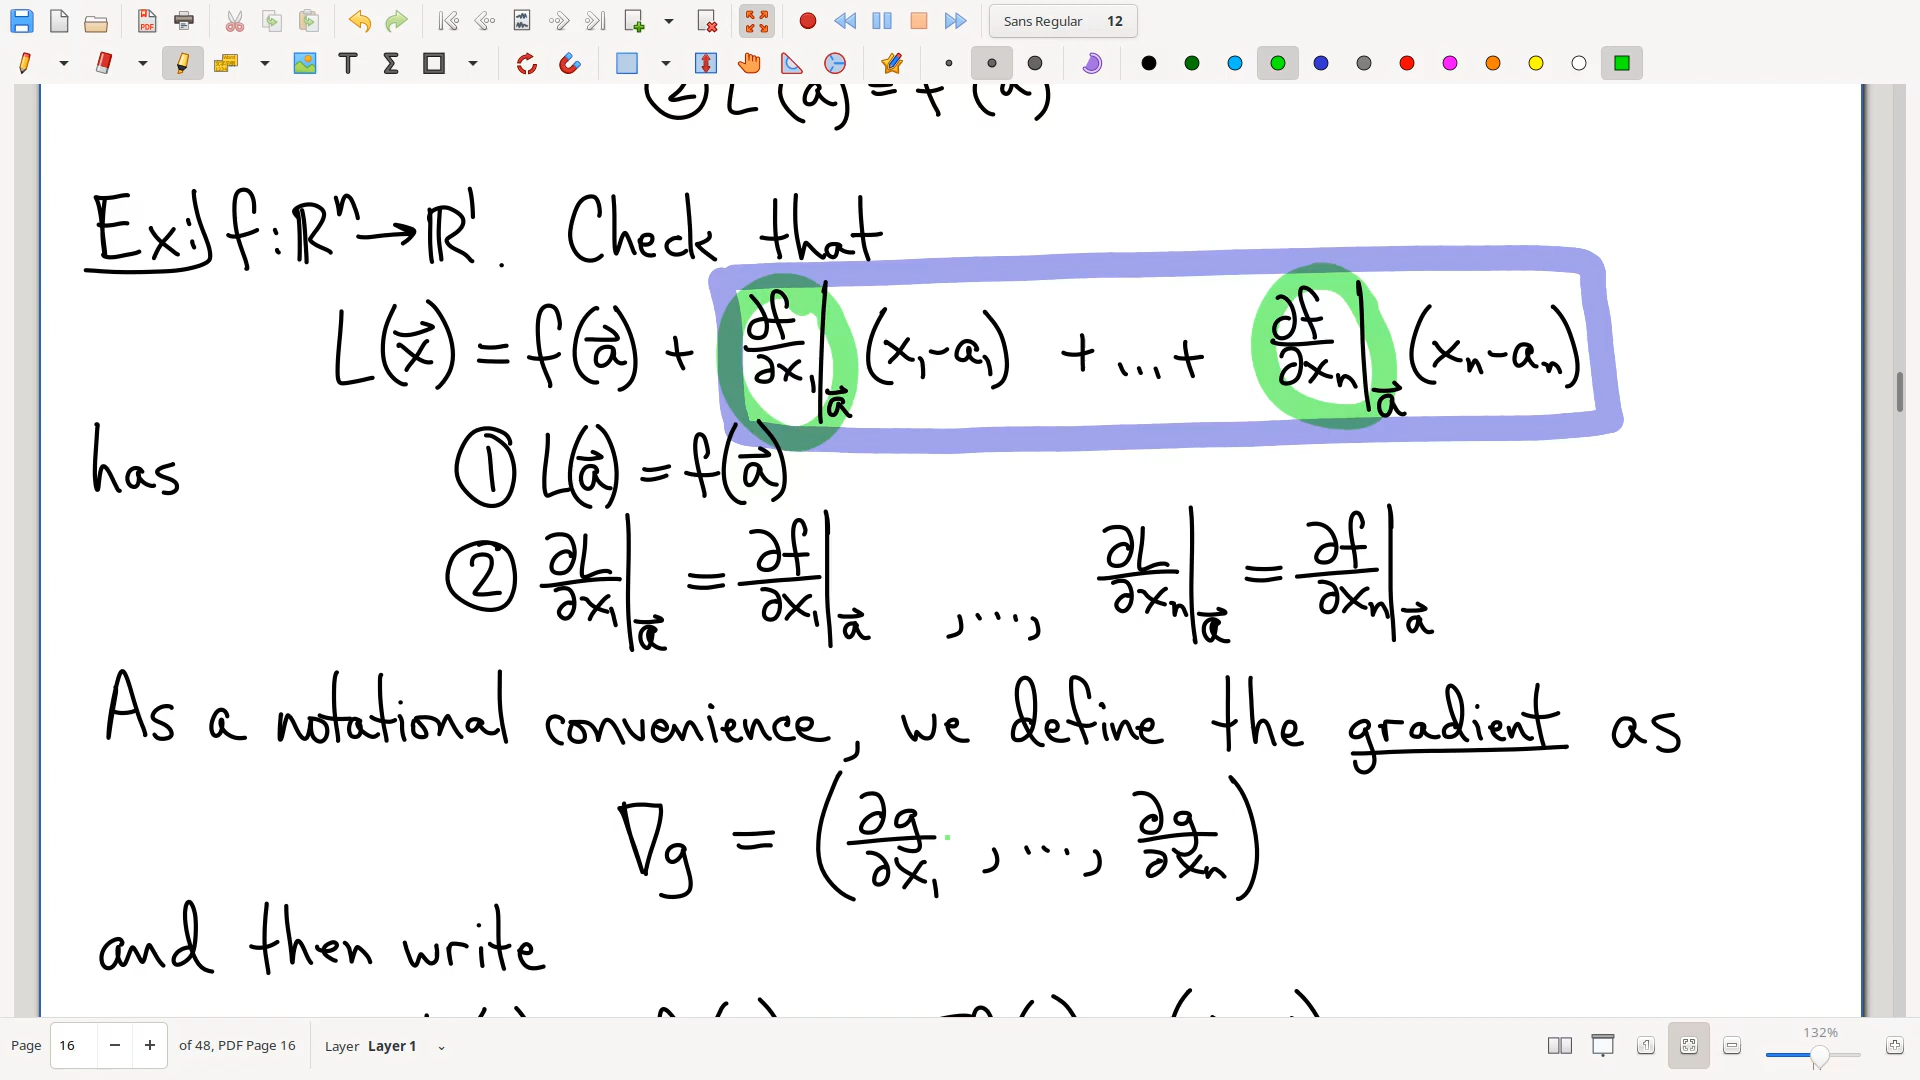 Sans Regular 12
② L'(a) = f'(a)
Ex: f: ℝⁿ → ℝ¹. Check that
L(x⃗) = f(a⃗) + ∂f/∂x₁|ₐ⃗ (x₁-a₁) + ... + ∂f/∂xₙ|ₐ⃗ (xₙ-aₙ)
has ① L(a⃗) = f(a⃗)
② ∂L/∂x₁|ₐ⃗ = ∂f/∂x₁|ₐ⃗ , ..., ∂L/∂xₙ|ₐ⃗ = ∂f/∂xₙ|ₐ⃗
As a notational convenience, we define the gradient as
∇g = (∂g/∂x₁ , ..., ∂g/∂xₙ)
and then write
Page 16 of 48, PDF Page 16 Layer Layer 1 132%